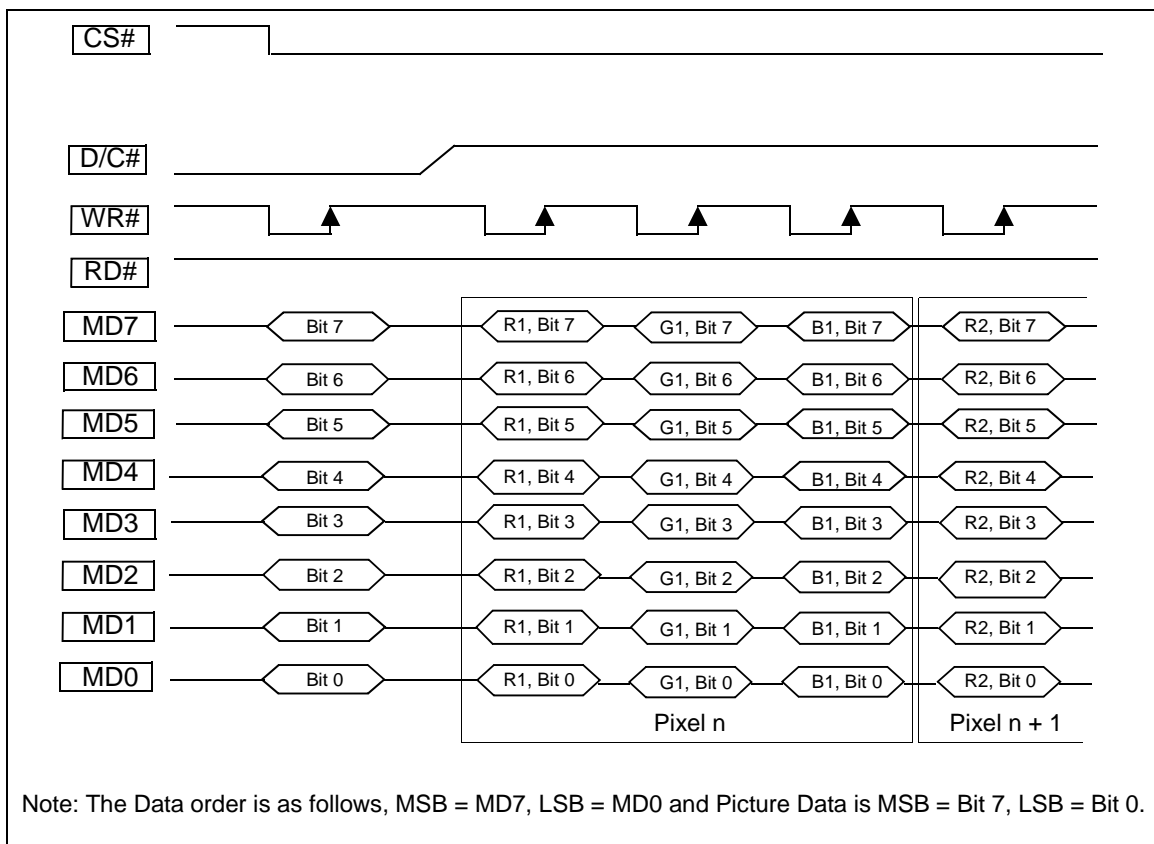 CS#
D/C#
WR#
RD#
MD7 Bit 7 R1, Bit 7 G1, Bit 7 B1, Bit 7 R2, Bit 7
MD6 Bit 6 R1, Bit 6 G1, Bit 6 B1, Bit 6 R2, Bit 6
MD5 Bit 5 R1, Bit 5 G1, Bit 5 B1, Bit 5 R2, Bit 5
MD4 Bit 4 R1, Bit 4 G1, Bit 4 B1, Bit 4 R2, Bit 4
MD3 Bit 3 R1, Bit 3 G1, Bit 3 B1, Bit 3 R2, Bit 3
MD2 Bit 2 R1, Bit 2 G1, Bit 2 B1, Bit 2 R2, Bit 2
MD1 Bit 1 R1, Bit 1 G1, Bit 1 B1, Bit 1 R2, Bit 1
MD0 Bit 0 R1, Bit 0 G1, Bit 0 B1, Bit 0 R2, Bit 0
Pixel n Pixel n + 1
Note: The Data order is as follows, MSB = MD7, LSB = MD0 and Picture Data is MSB = Bit 7, LSB = Bit 0.